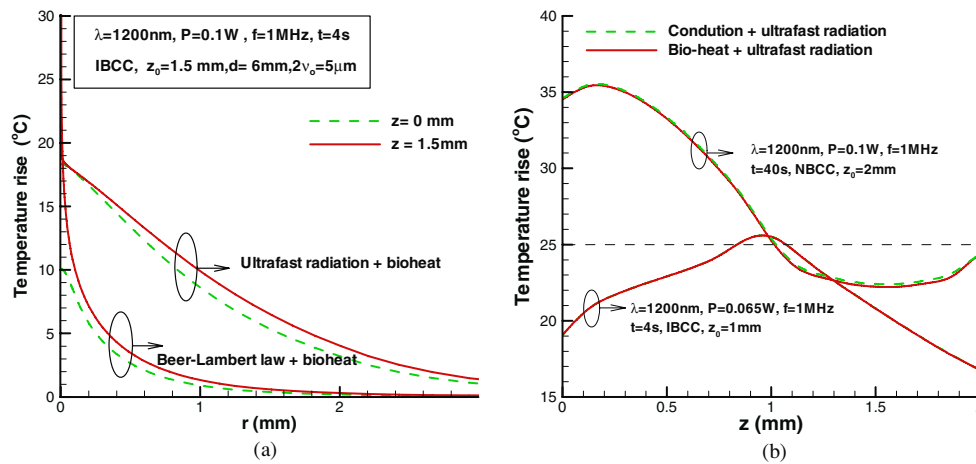 λ=1200nm, P=0.1W , f=1MHz, t=4s
IBCC, z₀=1.5 mm,d= 6mm,2ν₀=5μm
z= 0 mm
z = 1.5mm
Ultrafast radiation + bioheat
Beer-Lambert law + bioheat
Temperature rise (°C)
30
25
20
15
10
5
0
0
1
2
r (mm)
(a)
Condution + ultrafast radiation
Bio-heat + ultrafast radiation
λ=1200nm, P=0.1W, f=1MHz
t=40s, NBCC, z₀=2mm
λ=1200nm, P=0.065W, f=1MHz
t=4s, IBCC, z₀=1mm
Temperature rise (°C)
40
35
30
25
20
15
0
0.5
1
1.5
z (mm)
(b)